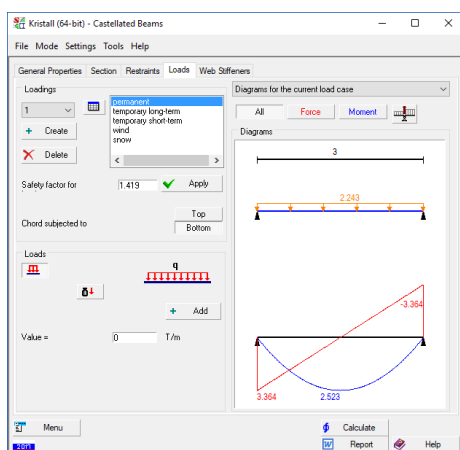 Kristall (64-bit) - Castellated Beams
File Mode Settings Tools Help
General Properties Section Restraints Loads Web Stiffeners
Loadings
1
Create
Delete
permanent
temporary long-term
temporary short-term
wind
snow
Safety factor for 1.419 Apply
Chord subjected to Top
Bottom
Loads
q
Add
Value = 0 T/m
Diagrams for the current load case
All Force Moment
Diagrams
3
2.243
-3.364
3.364 2.523
Menu Calculate
Report Help